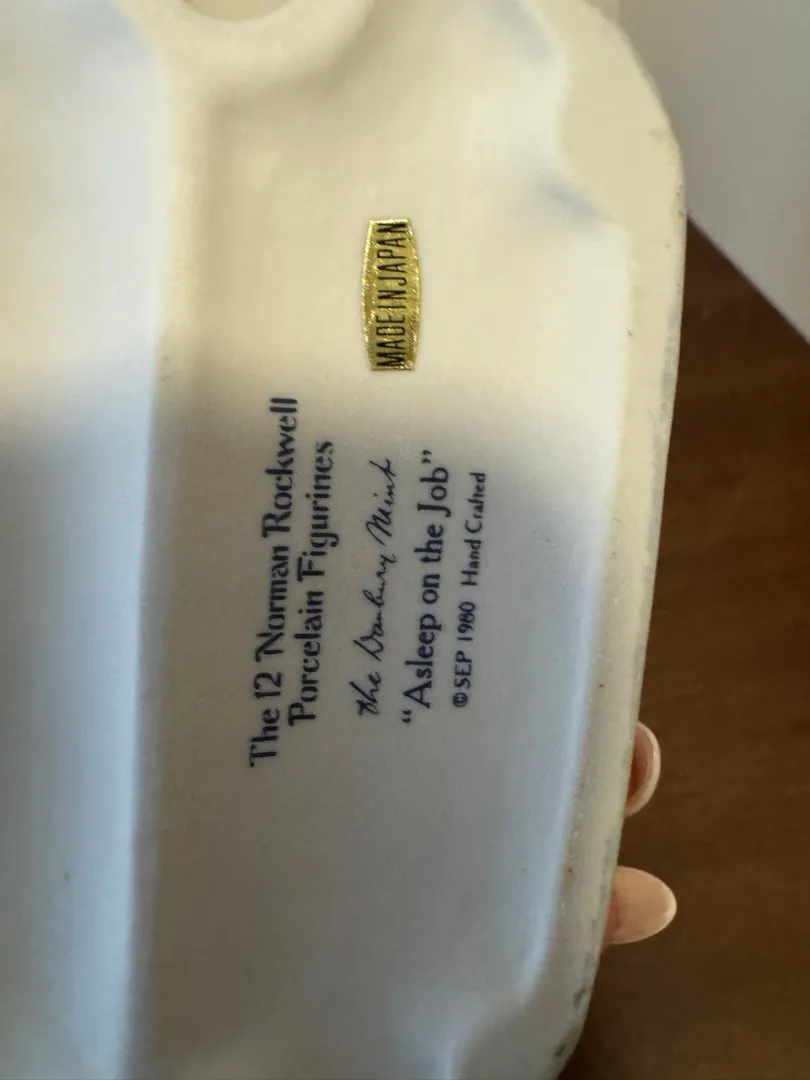 The 12 Norman Rockwell
Porcelain Figurines
The Danbury Mint
"Asleep on the Job"
© SEP 1980 Hand Crafted
MADE IN JAPAN